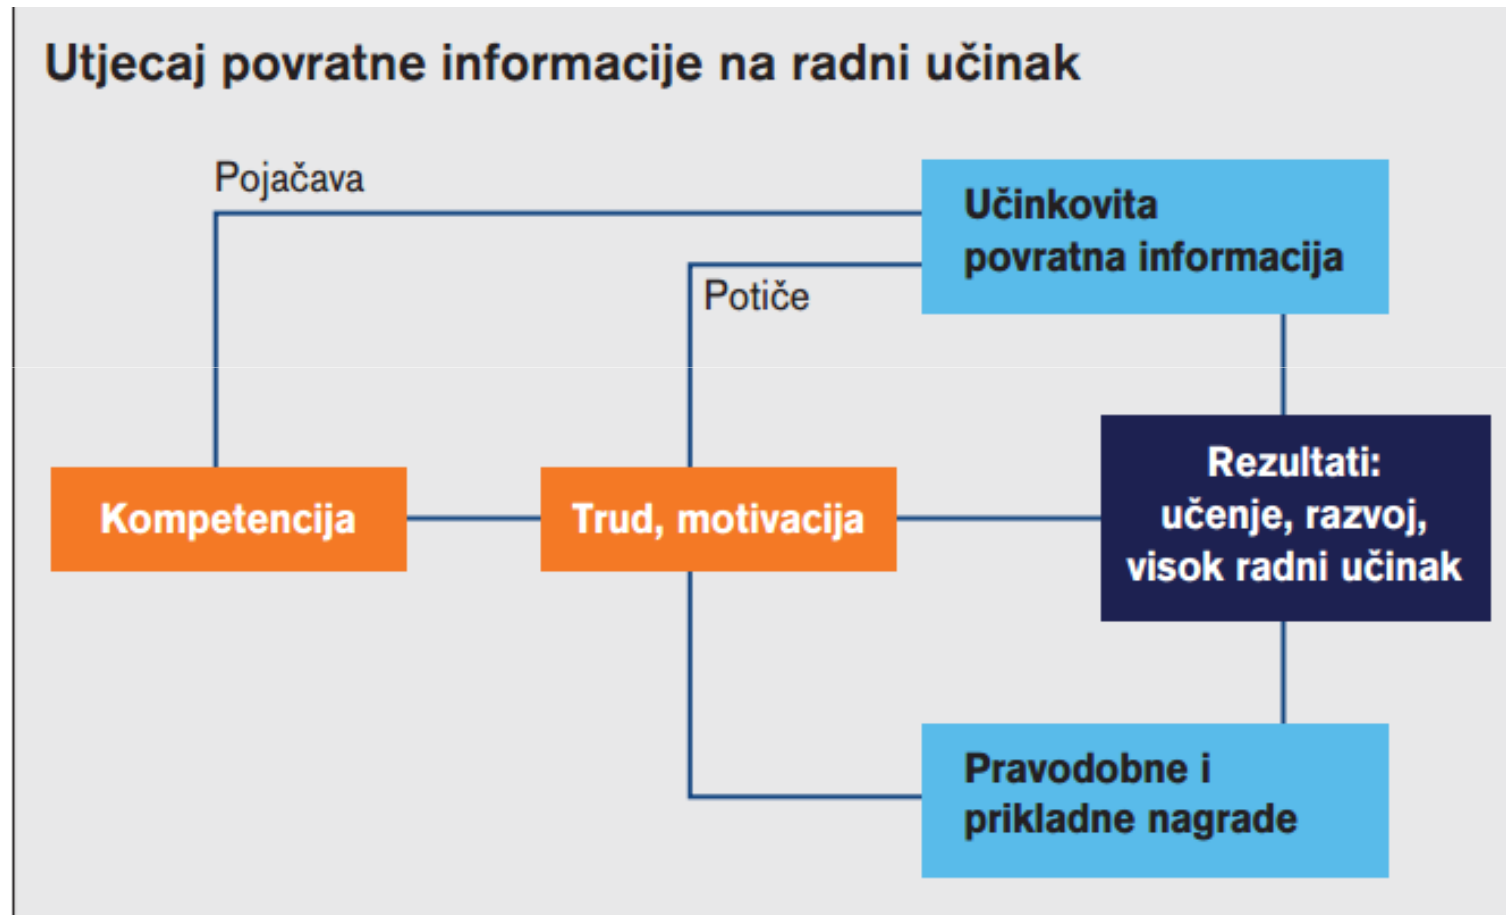 Utjecaj povratne informacije na radni učinak
Pojačava
Učinkovita
povratna informacija
Potiče
Kompetencija
Trud, motivacija
Rezultati:
učenje, razvoj,
visok radni učinak
Pravodobne i
prikladne nagrade